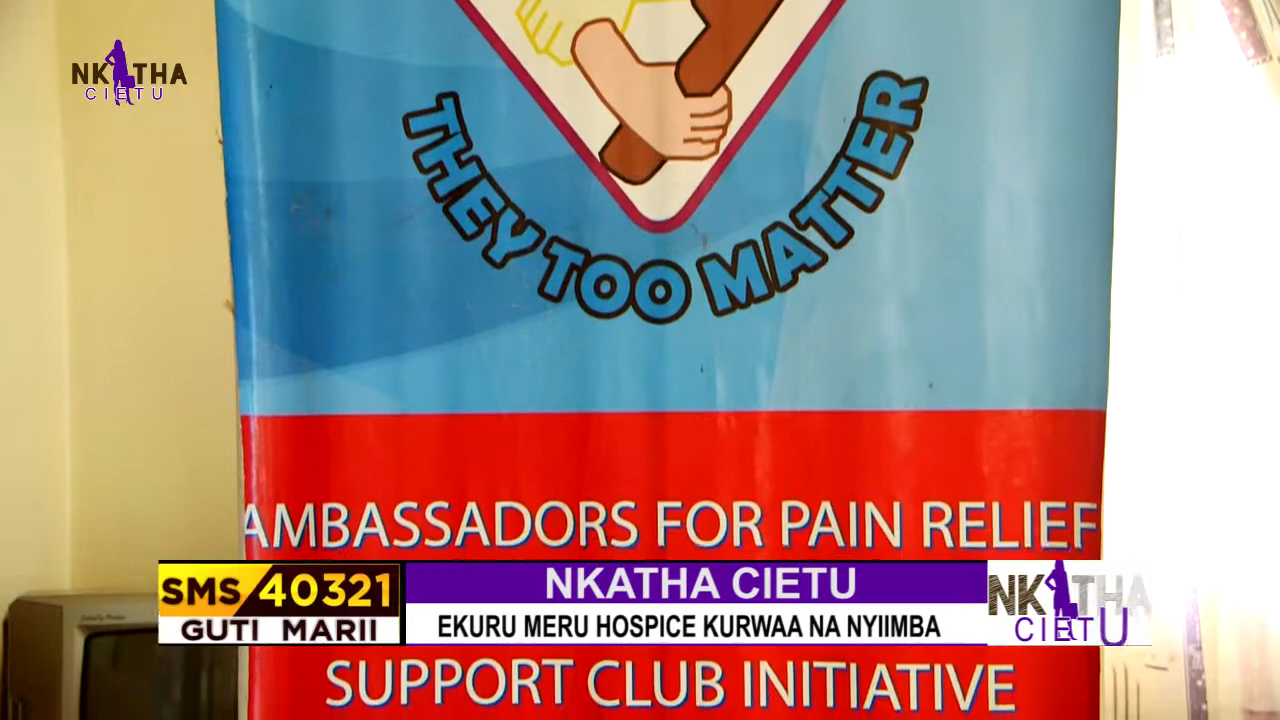 NKATHA
CIETU
THEY TOO MATTER
AMBASSADORS FOR PAIN RELIEF
SMS 40321
GUTI MARII
NKATHA CIETU
EKURU MERU HOSPICE KURWAA NA NYIIMBA
NKATHA
CIETU
SUPPORT CLUB INITIATIVE